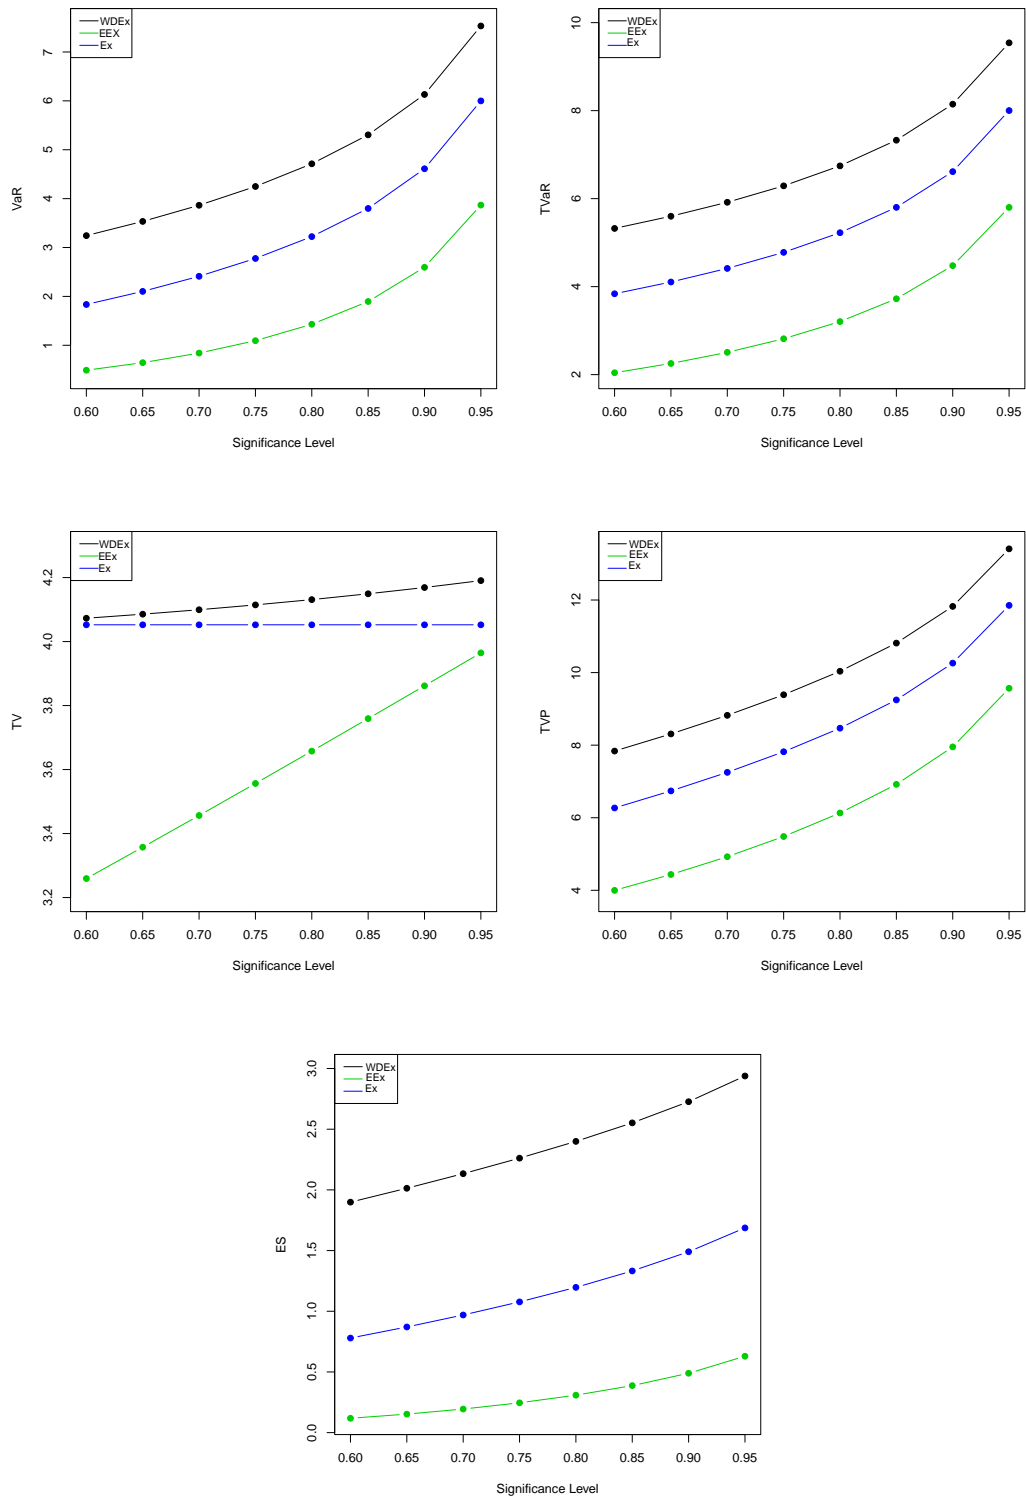 WDEx
EEX
Ex
VaR
1
2
3
4
5
6
7
0.60 0.65 0.70 0.75 0.80 0.85 0.90 0.95
Significance Level
WDEx
EEx
Ex
TVaR
2
4
6
8
10
0.60 0.65 0.70 0.75 0.80 0.85 0.90 0.95
Significance Level
WDEx
EEx
Ex
TV
3.2
3.4
3.6
3.8
4.0
4.2
0.60 0.65 0.70 0.75 0.80 0.85 0.90 0.95
Significance Level
WDEx
EEx
Ex
TVP
4
6
8
10
12
0.60 0.65 0.70 0.75 0.80 0.85 0.90 0.95
Significance Level
WDEx
EEx
Ex
ES
0.0
0.5
1.0
1.5
2.0
2.5
3.0
0.60 0.65 0.70 0.75 0.80 0.85 0.90 0.95
Significance Level